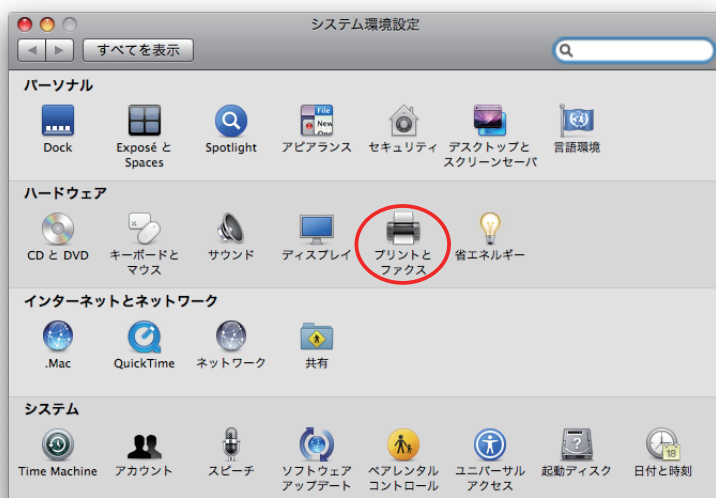 システム環境設定
すべてを表示
パーソナル
Dock
Exposé と
Spaces
Spotlight
アピアランス
File
New
セキュリティ
デスクトップと
スクリーンセーバ
言語環境
ハードウェア
CD と DVD
キーボードと
マウス
サウンド
ディスプレイ
プリントと
ファクス
省エネルギー
インターネットとネットワーク
.Mac
QuickTime
ネットワーク
共有
システム
Time Machine
アカウント
スピーチ
ソフトウェア
アップデート
ペアレンタル
コントロール
ユニバーサル
アクセス
?
起動ディスク
18
日付と時刻